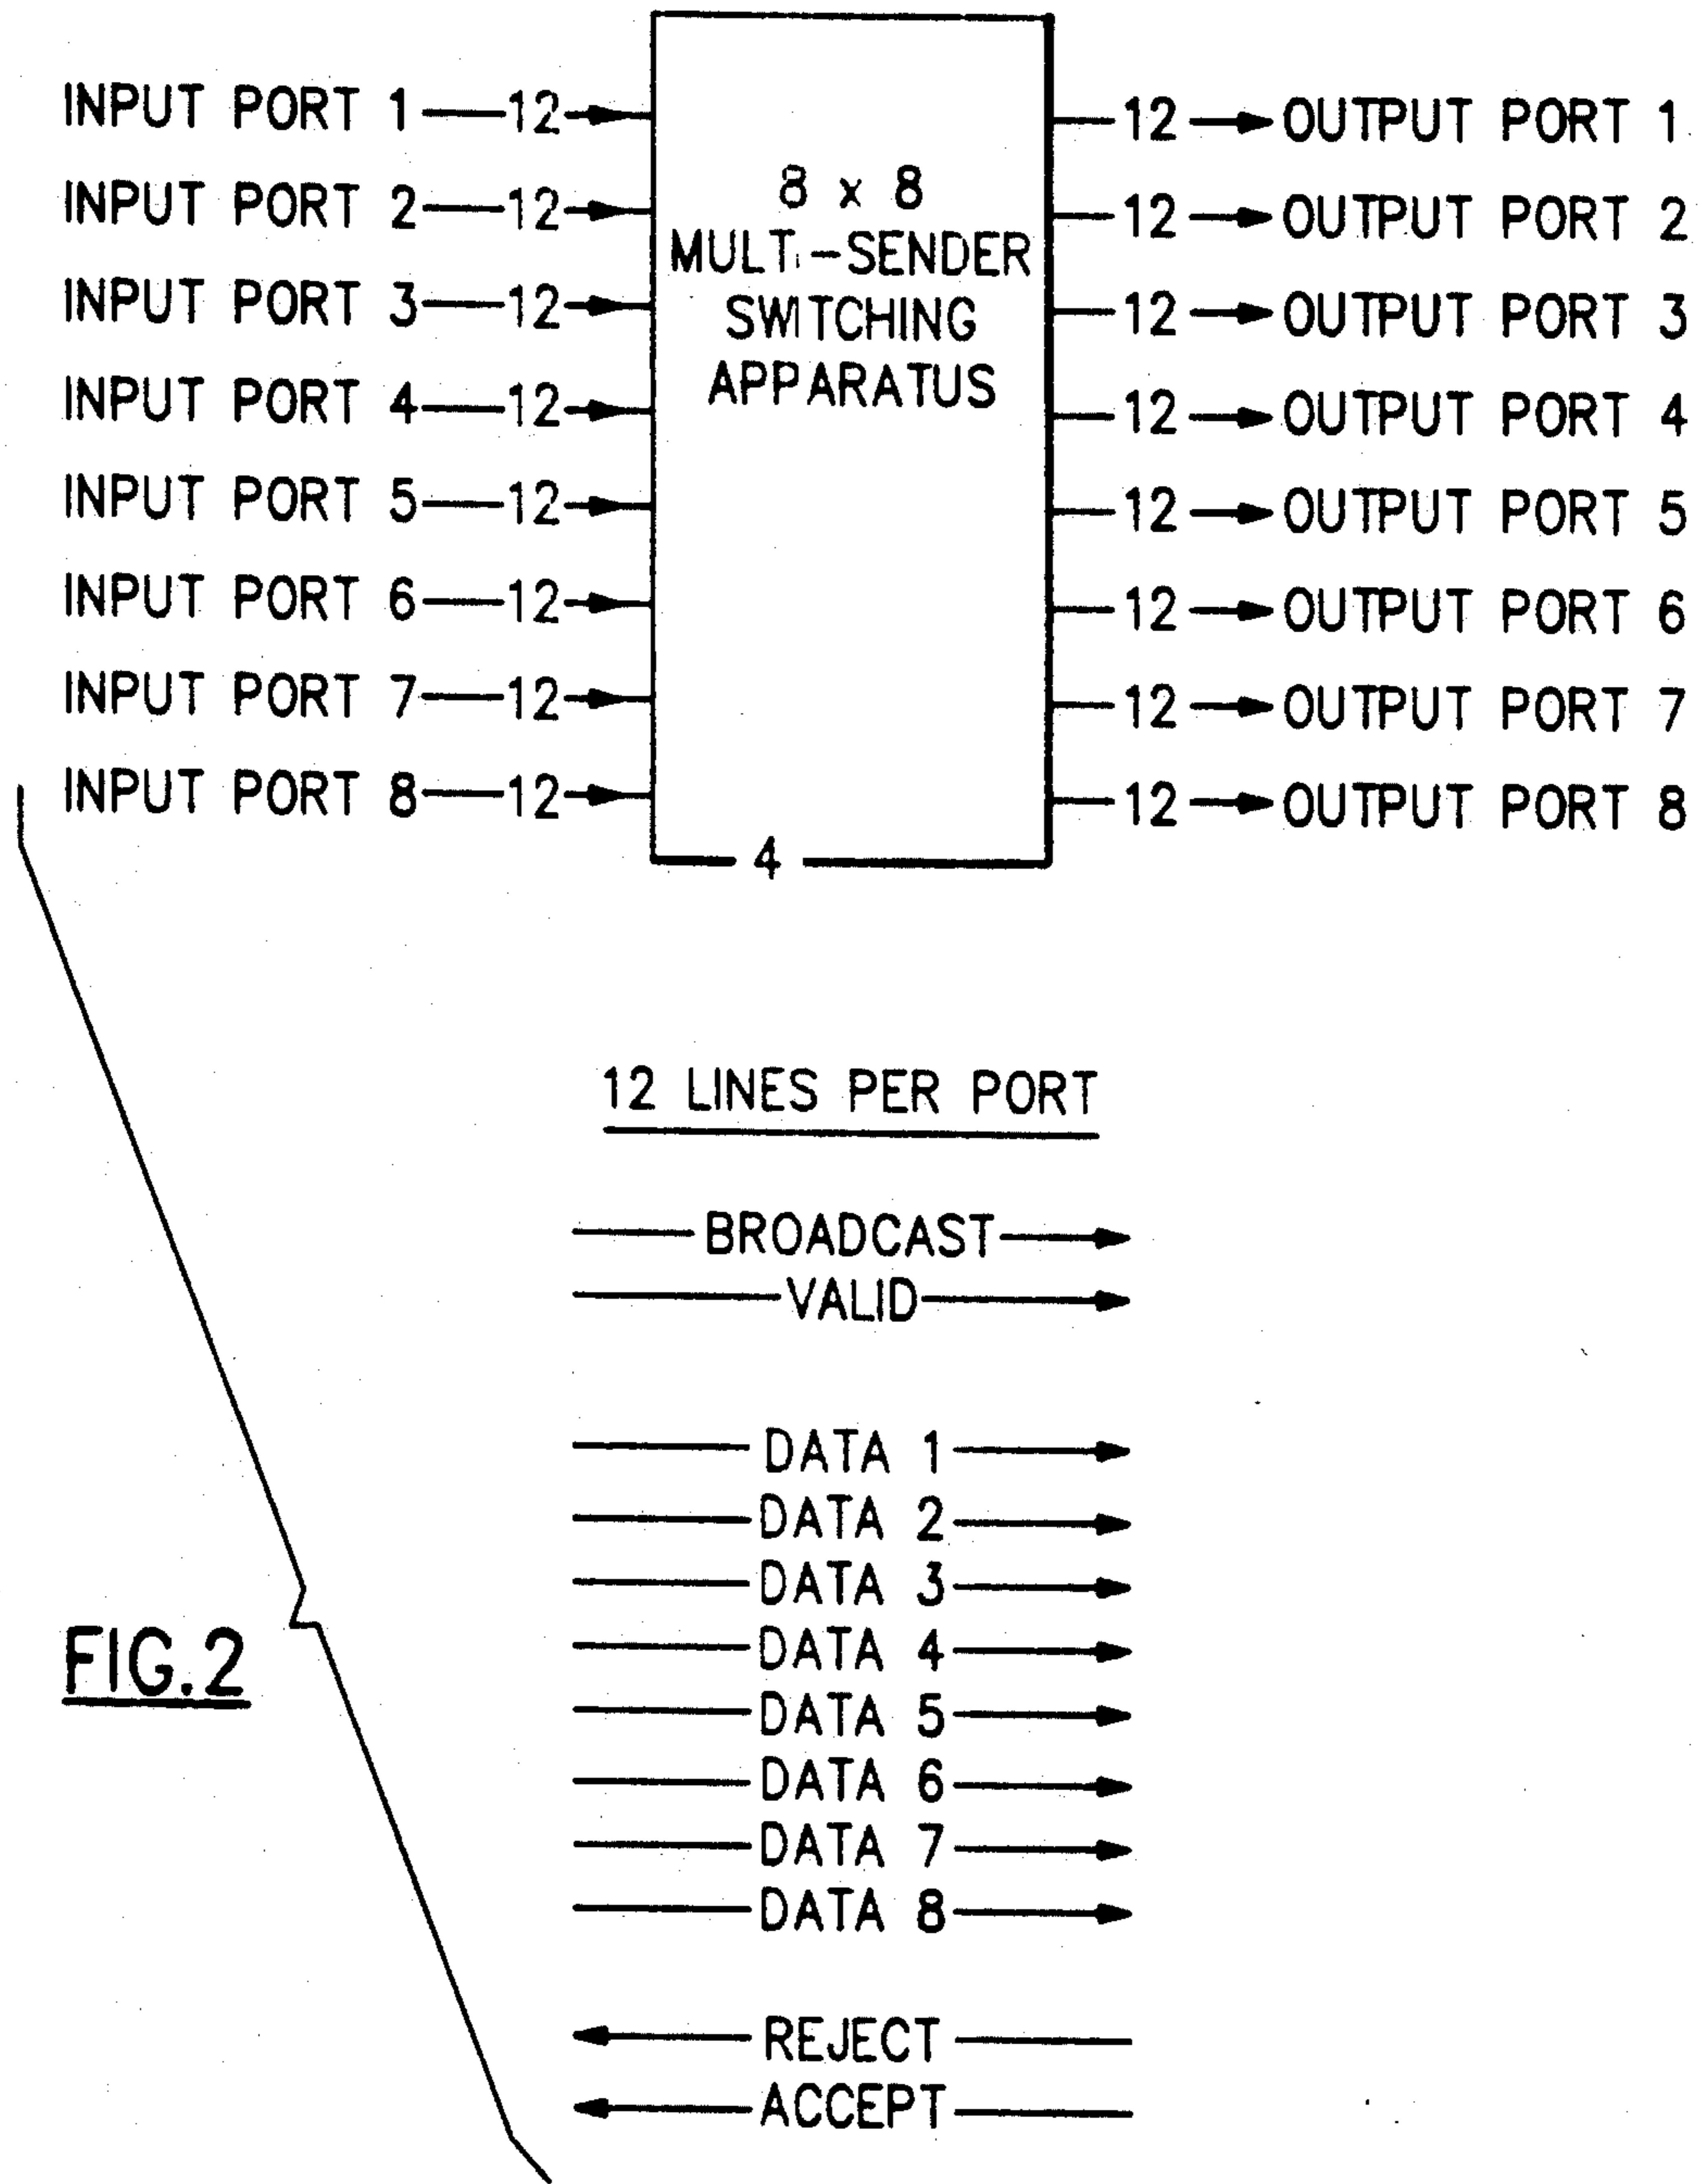 INPUT PORT 1 12 12 OUTPUT PORT 1
INPUT PORT 2 12 12 OUTPUT PORT 2
INPUT PORT 3 12 12 OUTPUT PORT 3
INPUT PORT 4 12 12 OUTPUT PORT 4
INPUT PORT 5 12 12 OUTPUT PORT 5
INPUT PORT 6 12 12 OUTPUT PORT 6
INPUT PORT 7 12 12 OUTPUT PORT 7
INPUT PORT 8 12 12 OUTPUT PORT 8
8 x 8
MULTI-SENDER
SWITCHING
APPARATUS
4
12 LINES PER PORT
BROADCAST
VALID
DATA 1
DATA 2
DATA 3
DATA 4
DATA 5
DATA 6
DATA 7
DATA 8
REJECT
ACCEPT
FIG.2